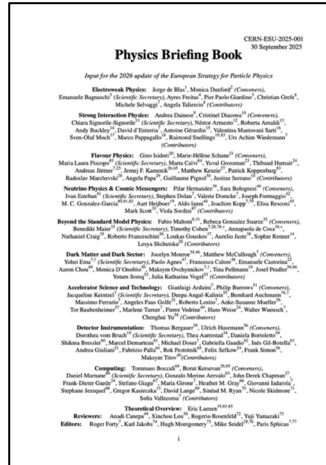 CERN-ESU-2025-001
30 September 2025
Physics Briefing Book
Input for the 2026 update of the European Strategy for Particle Physics
Electroweak Physics: Jorge de Blas, Monica Dunford (Conveners),
Emanuele Bagnaschi (Scientific Secretary), Ayres Freitas, Pier Paolo Giardino, Christian Grefe,
Michele Selvaggi, Angela Taliercio (Contributors)
Strong Interaction Physics: Andrea Dainese, Cristinel Diaconu (Conveners),
Chiara Signorile-Signorile (Scientific Secretary), Néstor Armesto, Roberta Arnaldi,
Andy Buckley, David d'Enterria, Antoine Gérardin, Valentina Mantovani Sarti,
Sven-Olaf Moch, Marco Pappagallo, Raimond Snellings, Urs Achim Wiedemann
(Contributors)
Flavour Physics: Gino Isidori, Marie-Hélène Schune (Conveners),
Maria Laura Piscopo (Scientific Secretary), Marta Calvi, Yuval Grossman, Thibaud Humair,
Andreas Jüttner, Jernej F. Kamenik, Matthew Kenzie, Patrick Koppenburg,
Radoslav Marchevski, Angela Papa, Guillaume Pignol, Justine Serrano (Contributors)
Neutrino Physics & Cosmic Messengers: Pilar Hernandez, Sara Bolognesi (Conveners),
Ivan Esteban (Scientific Secretary), Stephen Dolan, Valerie Domcke, Joseph Formaggio,
M. C. Gonzalez-Garcia, Aart Heijboer, Aldo Ianni, Joachim Kopp, Elisa Resconi,
Mark Scott, Viola Sordini (Contributors)
Beyond the Standard Model Physics: Fabio Maltoni, Rebeca Gonzalez Suarez (Conveners),
Benedikt Maier (Scientific Secretary), Timothy Cohen, Annapaola de Cosa,
Nathaniel Craig, Roberto Franceschini, Loukas Gouskos, Aurelio Juste, Sophie Renner,
Lesya Shchutska (Contributors)
Dark Matter and Dark Sector: Jocelyn Monroe, Matthew McCullough (Conveners),
Yohei Ema (Scientific Secretary), Paolo Agnes, Francesca Calore, Emanuele Castorina,
Aaron Chou, Monica D'Onofrio, Maksym Ovchynnikov, Tina Pollmann, Josef Pradler,
Yotam Soreq, Julia Katharina Vogel (Contributors)
Accelerator Science and Technology: Gianluigi Arduini, Philip Burrows (Conveners),
Jacqueline Keintzel (Scientific Secretary), Deepa Angal-Kalinin, Bernhard Auchmann,
Massimo Ferrario, Angeles Faus Golfe, Roberto Losito, Anke-Susanne Mueller,
Tor Raubenheimer, Marlene Turner, Pierre Vedrine, Hans Weise, Walter Wuensch,
Chenghui Yu (Contributors)
Detector Instrumentation: Thomas Bergauer, Ulrich Husemann (Conveners),
Dorothea vom Bruch (Scientific Secretary), Thea Aarrestad, Daniela Bortoletto,
Shikma Bressler, Marcel Demarteau, Michael Doser, Gabriella Gaudio, Inés Gil-Botella,
Andrea Giuliani, Fabrizio Palla, Rok Pestotnik, Felix Sefkow, Frank Simon,
Maksym Titov (Contributors)
Computing: Tommaso Boccali, Borut Kersevan (Conveners),
Daniel Murnane (Scientific Secretary), Gonzalo Merino Arevalo, John Derek Chapman,
Frank-Dieter Gaede, Stefano Giagu, Maria Girone, Heather M. Gray, Giovanni Iadarola,
Stephane Jezequel, Gregor Kasieczka, David Lange, Sinéad M. Ryan, Nicole Skidmore,
Sofia Vallecorsa (Contributors)
Theoretical Overview: Eric Laenen
Reviewers: Anadi Canepa, Xinchou Lou, Rogerio Rosenfeld, Yuji Yamazaki
Editors: Roger Forty, Karl Jakobs, Hugh Montgomery, Mike Seidel, Paris Sphicas
i